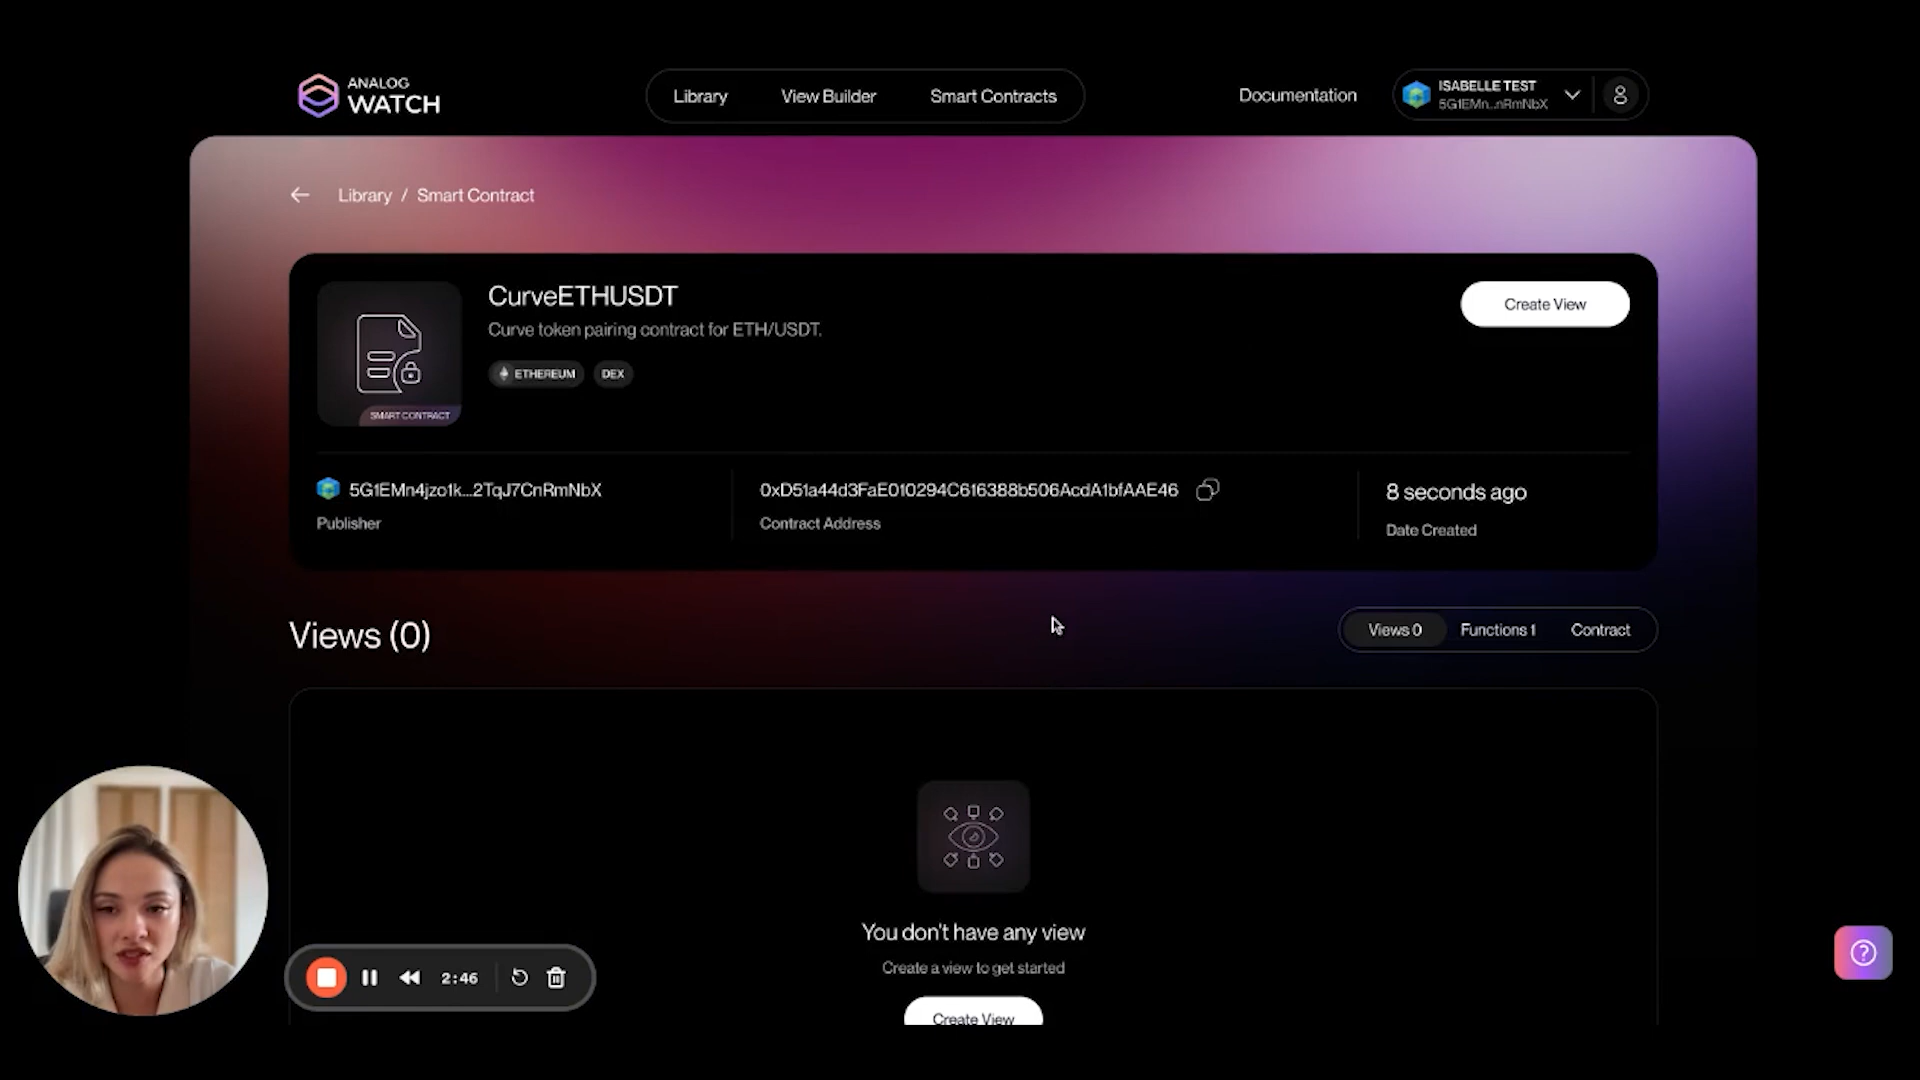 ANALOG
WATCH
Library
View Builder
Smart Contracts
Documentation
ISABELLE TEST
5G1EMn...nRmNbX
Library / Smart Contract
CurveETHUSDT
Curve token pairing contract for ETH/USDT.
Create View
ETHEREUM
DEX
SMART CONTRACT
5G1EMn4jzo1k...2TqJ7CnRmNbX
Publisher
0xD51a44d3FaE010294C616388b506AcdA1bfAAE46
Contract Address
8 seconds ago
Date Created
Views (0)
Views 0
Functions 1
Contract
You don't have any view
Create a view to get started
Create View
2:46